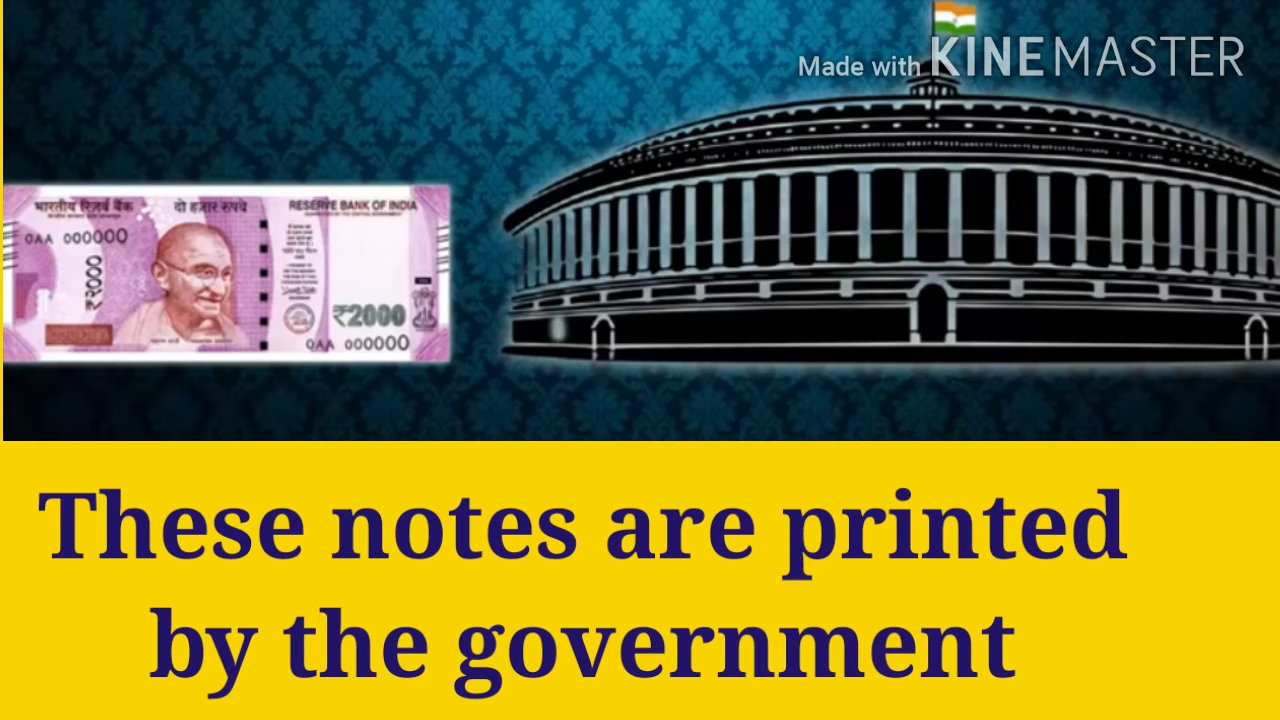 Made with KINEMASTER
भारतीय रिज़र्व बैंक
दो हज़ार रुपये
RESERVE BANK OF INDIA
0AA 000000
₹२०००
₹2000
0AA 000000
These notes are printed
by the government